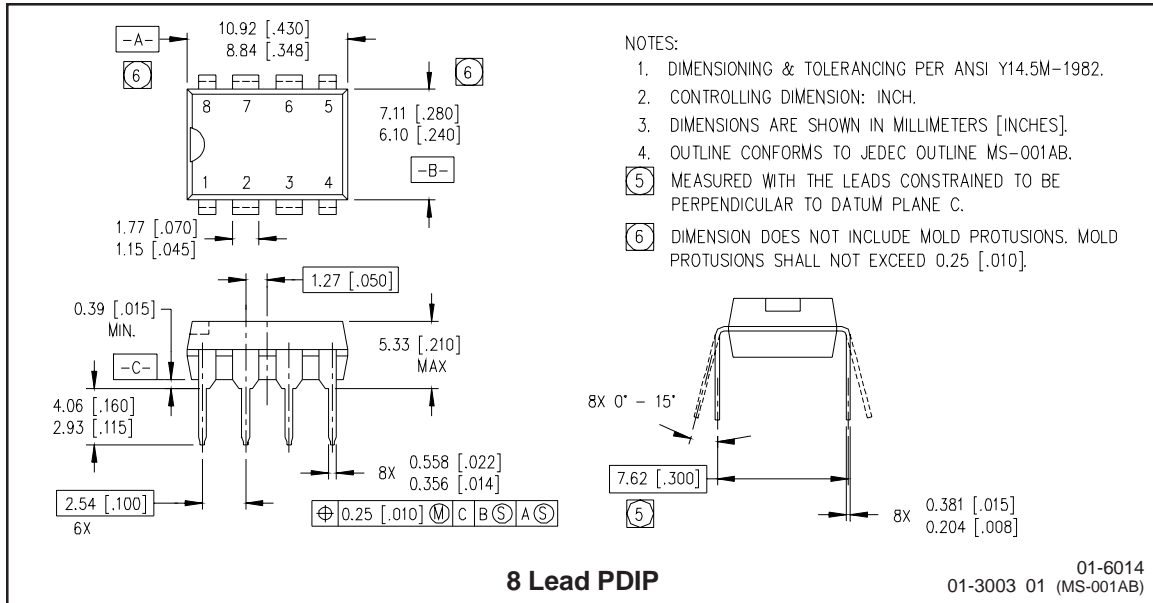 10.92 [.430]
8.84 [.348]
-A-
6
6
8 7 6 5
7.11 [.280]
6.10 [.240]
-B-
1 2 3 4
1.77 [.070]
1.15 [.045]
1.27 [.050]
0.39 [.015]
MIN.
5.33 [.210]
MAX
-C-
4.06 [.160]
2.93 [.115]
8X 0.558 [.022]
0.356 [.014]
2.54 [.100]
6X
⌖ 0.25 [.010] Ⓜ C B Ⓢ A Ⓢ
NOTES:
1. DIMENSIONING & TOLERANCING PER ANSI Y14.5M-1982.
2. CONTROLLING DIMENSION: INCH.
3. DIMENSIONS ARE SHOWN IN MILLIMETERS [INCHES].
4. OUTLINE CONFORMS TO JEDEC OUTLINE MS-001AB.
5 MEASURED WITH THE LEADS CONSTRAINED TO BE
PERPENDICULAR TO DATUM PLANE C.
6 DIMENSION DOES NOT INCLUDE MOLD PROTUSIONS. MOLD
PROTUSIONS SHALL NOT EXCEED 0.25 [.010].
8X 0° - 15°
7.62 [.300]
5
8X 0.381 [.015]
0.204 [.008]
8 Lead PDIP
01-6014
01-3003 01 (MS-001AB)